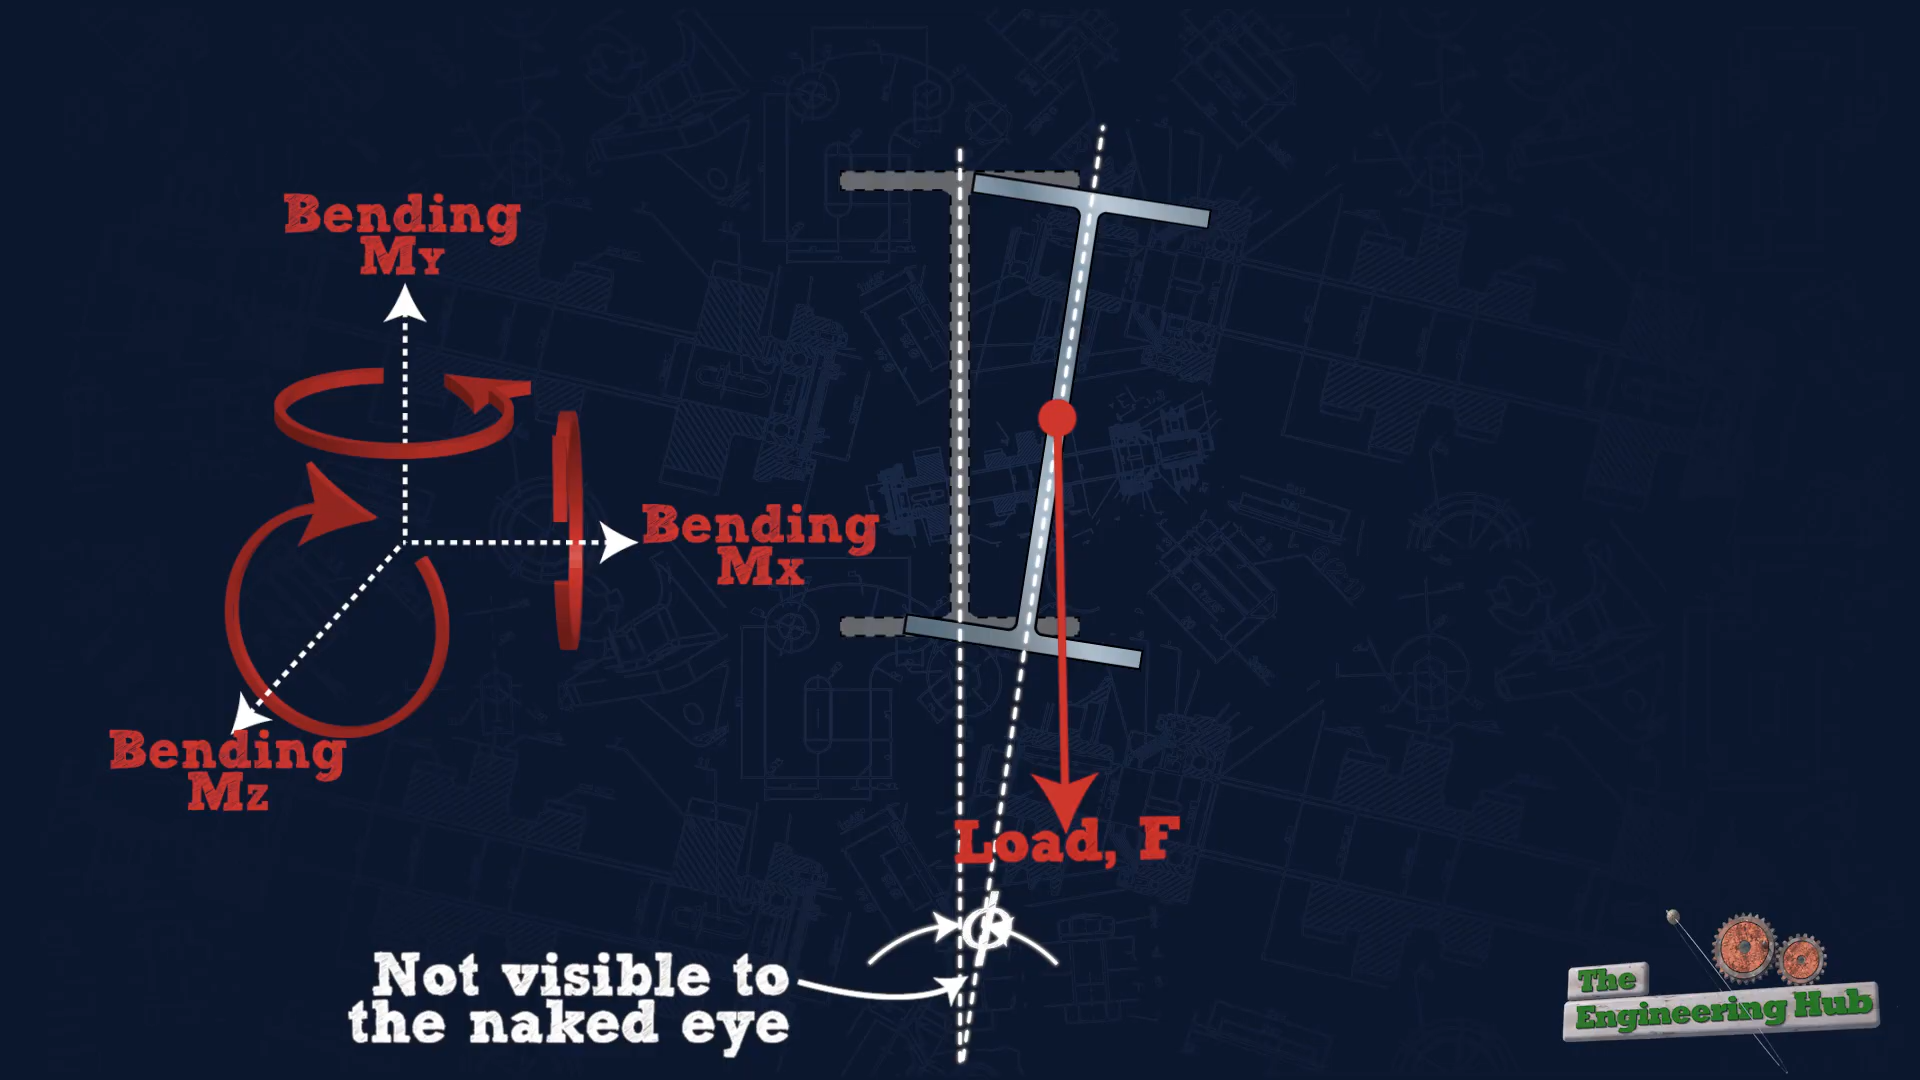 Bending
My
Bending
Mx
Bending
Mz
Load, F
Φ
Not visible to
the naked eye
The
Engineering Hub